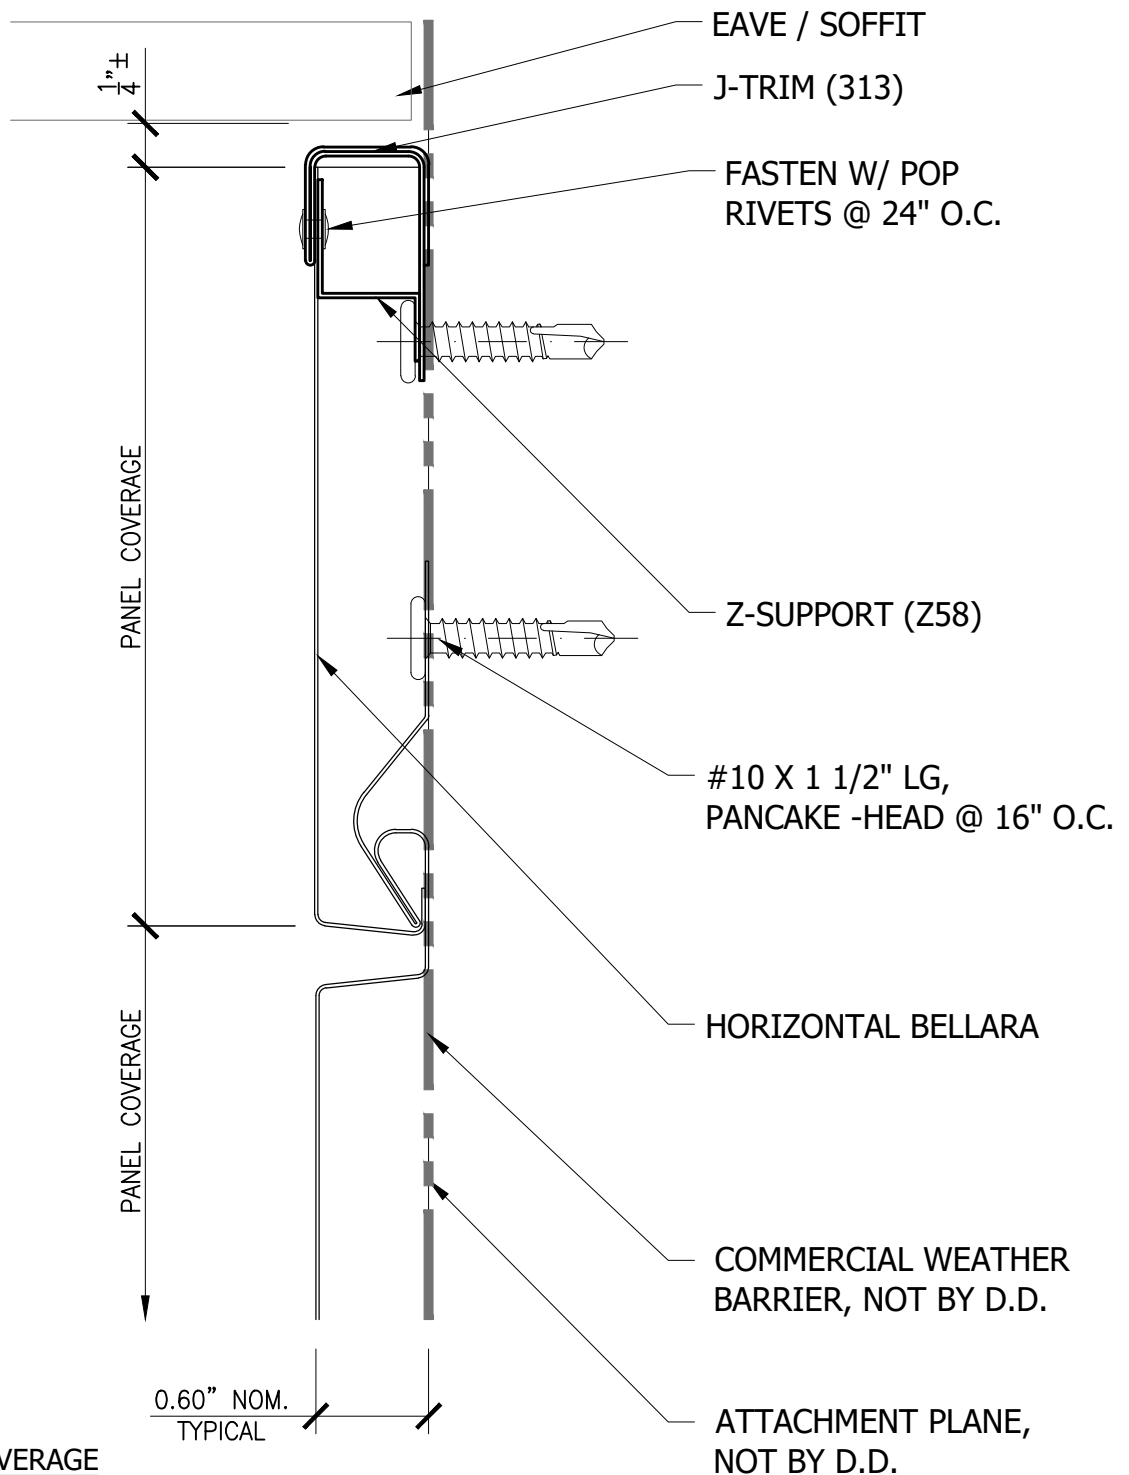 EAVE / SOFFIT
1/4"±
J-TRIM (313)
FASTEN W/ POP
RIVETS @ 24" O.C.
PANEL COVERAGE
Z-SUPPORT (Z58)
#10 X 1 1/2" LG,
PANCAKE -HEAD @ 16" O.C.
HORIZONTAL BELLARA
PANEL COVERAGE
COMMERCIAL WEATHER
BARRIER, NOT BY D.D.
0.60" NOM.
TYPICAL
ATTACHMENT PLANE,
NOT BY D.D.
VERAGE